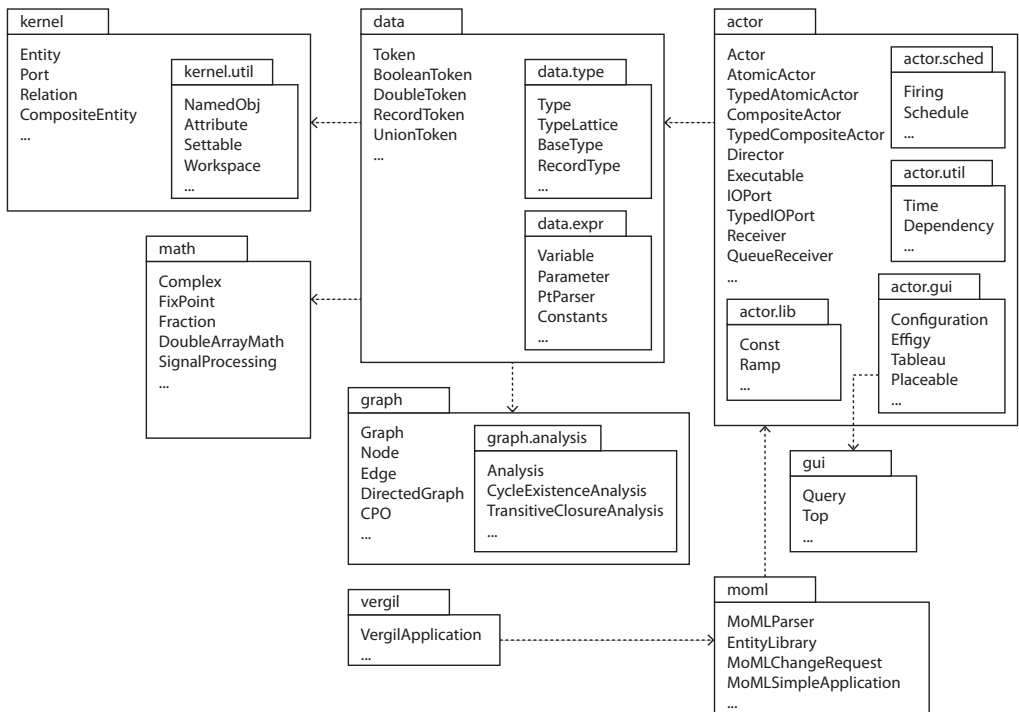 kernel
Entity
Port
Relation
CompositeEntity
...
kernel.util
NamedObj
Attribute
Settable
Workspace
...
data
Token
BooleanToken
DoubleToken
RecordToken
UnionToken
...
data.type
Type
TypeLattice
BaseType
RecordType
...
data.expr
Variable
Parameter
PtParser
Constants
...
actor
Actor
AtomicActor
TypedAtomicActor
CompositeActor
TypedCompositeActor
Director
Executable
IOPort
TypedIOPort
Receiver
QueueReceiver
...
actor.sched
Firing
Schedule
...
actor.util
Time
Dependency
...
actor.gui
Configuration
Effigy
Tableau
Placeable
...
actor.lib
Const
Ramp
...
math
Complex
FixPoint
Fraction
DoubleArrayMath
SignalProcessing
...
graph
Graph
Node
Edge
DirectedGraph
CPO
...
graph.analysis
Analysis
CycleExistenceAnalysis
TransitiveClosureAnalysis
...
gui
Query
Top
...
vergil
VergilApplication
...
moml
MoMLParser
EntityLibrary
MoMLChangeRequest
MoMLSimpleApplication
...